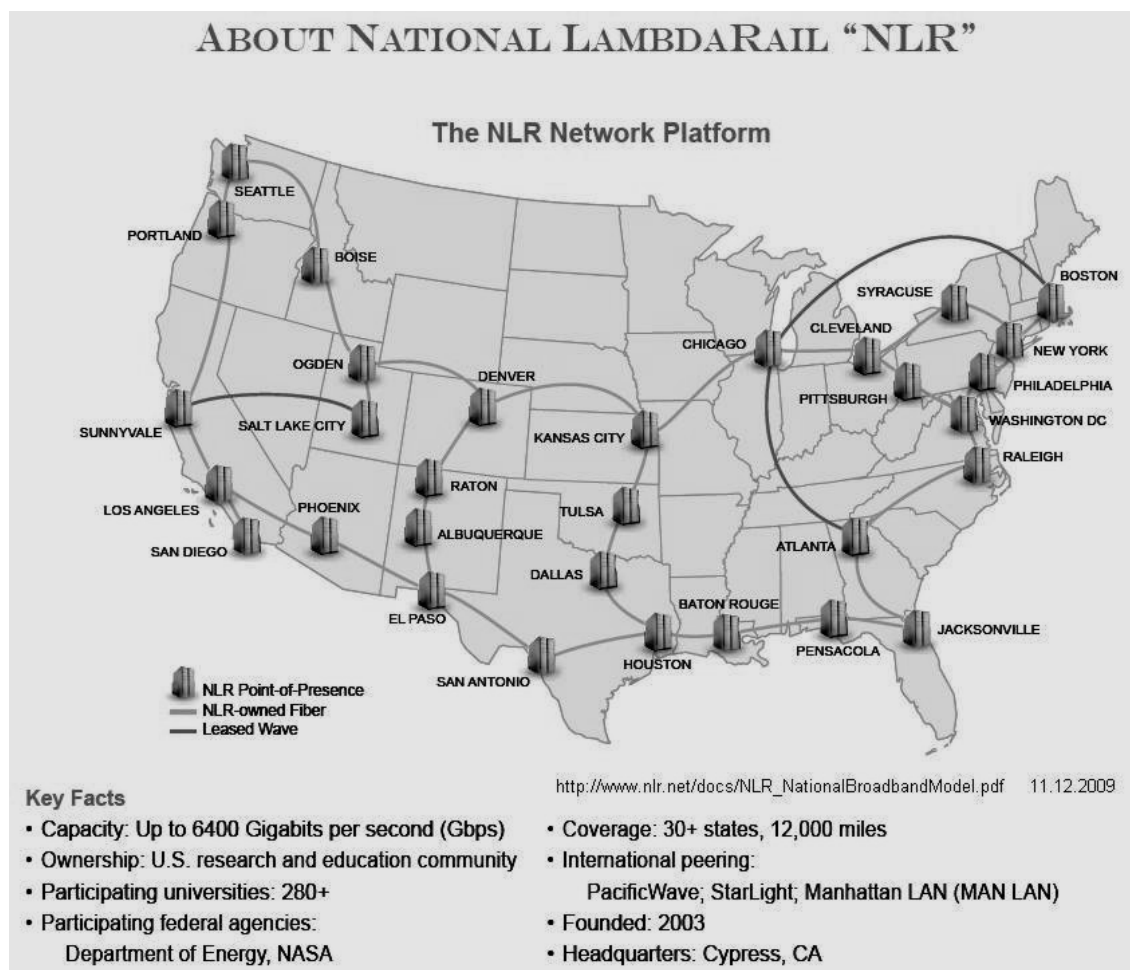 ABOUT NATIONAL LAMBDARAIL “NLR”
The NLR Network Platform
SEATTLE
PORTLAND
BOISE
BOSTON
SYRACUSE
CLEVELAND
CHICAGO
NEW YORK
OGDEN
DENVER
PHILADELPHIA
PITTSBURGH
SALT LAKE CITY
WASHINGTON DC
SUNNYVALE
KANSAS CITY
RALEIGH
RATON
LOS ANGELES
PHOENIX
TULSA
ALBUQUERQUE
ATLANTA
SAN DIEGO
DALLAS
BATON ROUGE
EL PASO
JACKSONVILLE
PENSACOLA
HOUSTON
SAN ANTONIO
NLR Point-of-Presence
NLR-owned Fiber
Leased Wave
http://www.nlr.net/docs/NLR_NationalBroadbandModel.pdf 11.12.2009
Key Facts
• Capacity: Up to 6400 Gigabits per second (Gbps)
• Ownership: U.S. research and education community
• Participating universities: 280+
• Participating federal agencies:
Department of Energy, NASA
• Coverage: 30+ states, 12,000 miles
• International peering:
PacificWave; StarLight; Manhattan LAN (MAN LAN)
• Founded: 2003
• Headquarters: Cypress, CA